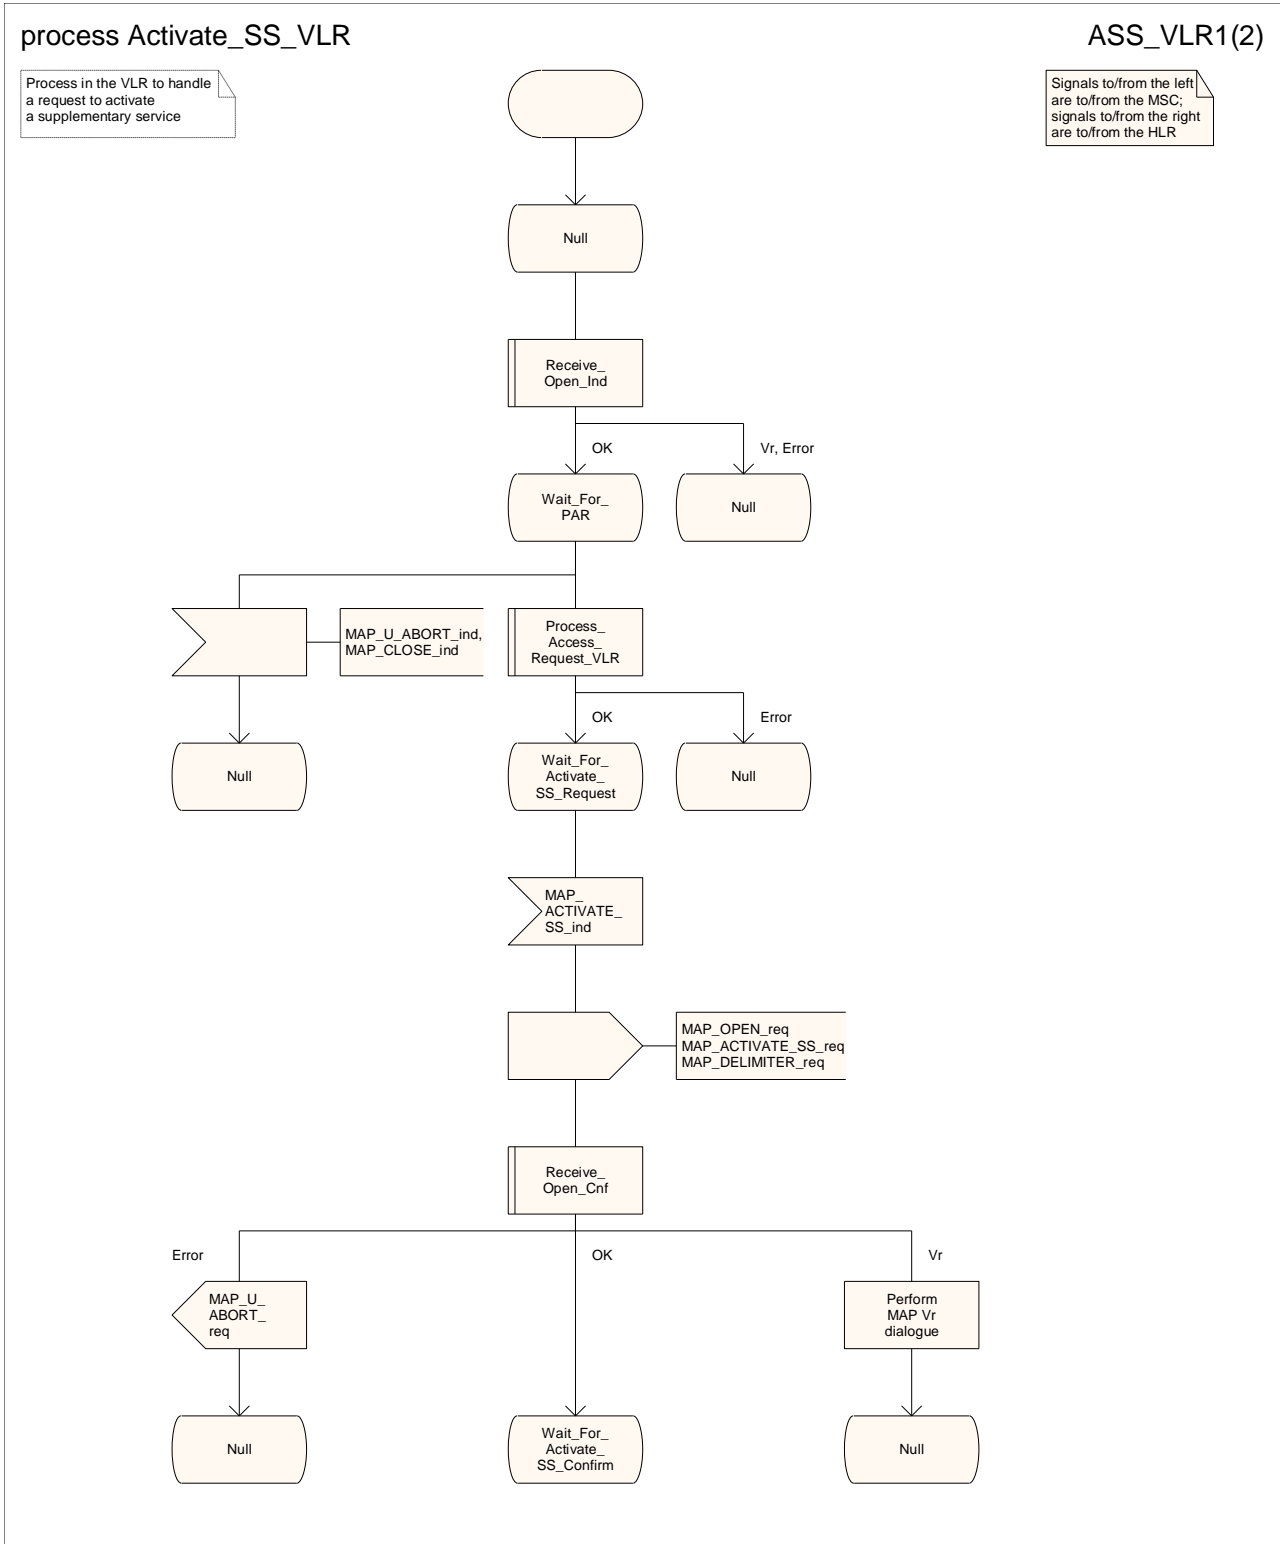 process Activate_SS_VLR
ASS_VLR1(2)
Process in the VLR to handle
a request to activate
a supplementary service
Signals to/from the left
are to/from the MSC;
signals to/from the right
are to/from the HLR
Null
Receive_
Open_Ind
OK
Vr, Error
Wait_For_
PAR
Null
MAP_U_ABORT_ind,
MAP_CLOSE_ind
Process_
Access_
Request_VLR
OK
Error
Null
Wait_For_
Activate_
SS_Request
Null
MAP_
ACTIVATE_
SS_ind
MAP_OPEN_req
MAP_ACTIVATE_SS_req
MAP_DELIMITER_req
Receive_
Open_Cnf
Error
OK
Vr
MAP_U_
ABORT_
req
Perform
MAP Vr
dialogue
Null
Wait_For_
Activate_
SS_Confirm
Null